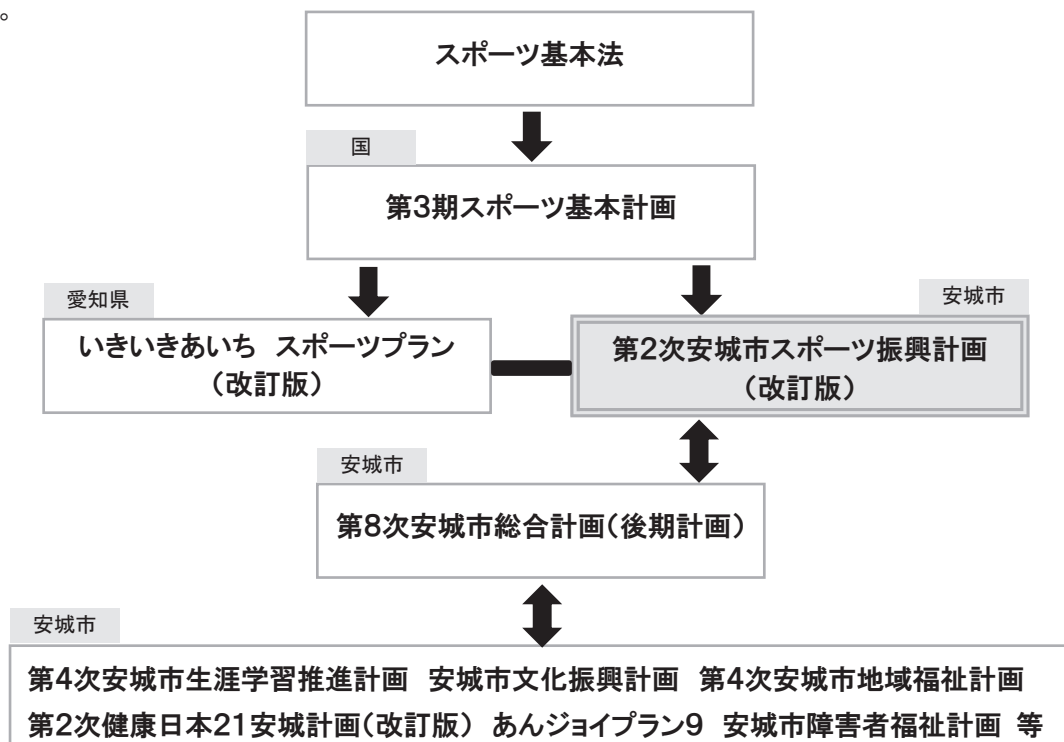 。
スポーツ基本法
国
第3期スポーツ基本計画
愛知県
安城市
いきいきあいち スポーツプラン
（改訂版）
第2次安城市スポーツ振興計画
（改訂版）
安城市
第8次安城市総合計画（後期計画）
安城市
第4次安城市生涯学習推進計画 安城市文化振興計画 第4次安城市地域福祉計画
第2次健康日本21安城計画（改訂版） あんジョイプラン9 安城市障害者福祉計画 等